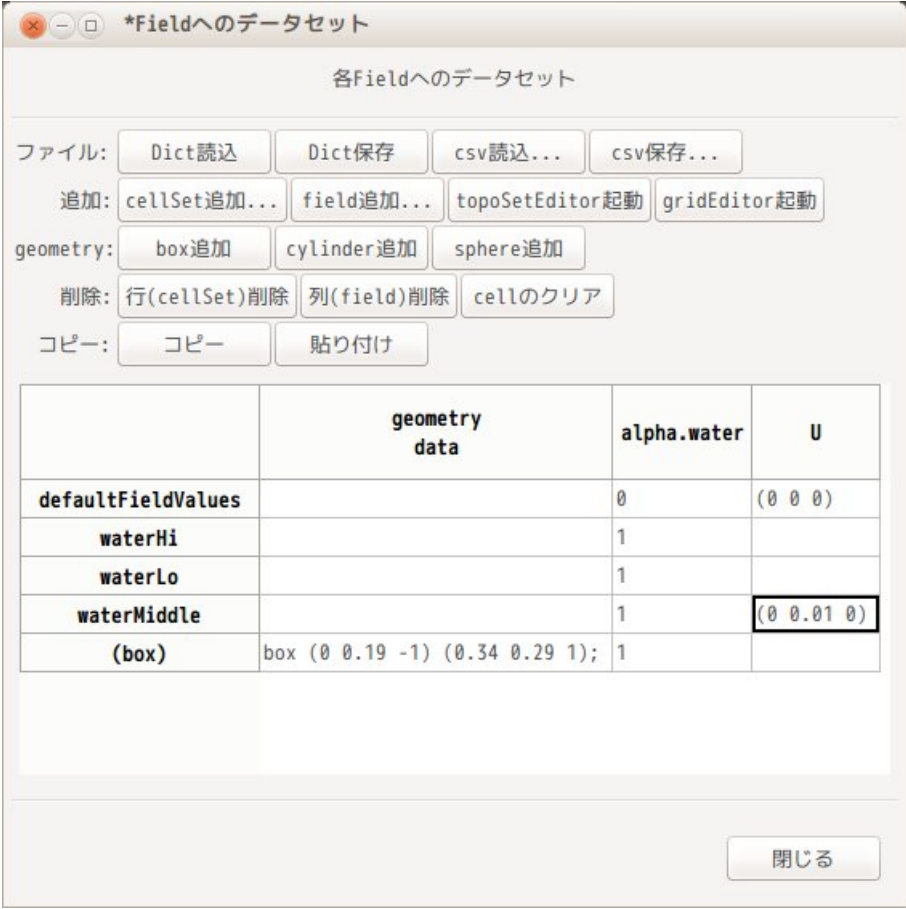 *Fieldへのデータセット
各Fieldへのデータセット
ファイル: Dict読込 Dict保存 csv読込... csv保存...
追加: cellSet追加... field追加... topoSetEditor起動 gridEditor起動
geometry: box追加 cylinder追加 sphere追加
削除: 行(cellSet)削除 列(field)削除 cellのクリア
コピー: コピー 貼り付け
geometry
data alpha.water U
defaultFieldValues 0 (0 0 0)
waterHi 1
waterLo 1
waterMiddle 1 (0 0.01 0)
(box) box (0 0.19 -1) (0.34 0.29 1); 1
閉じる